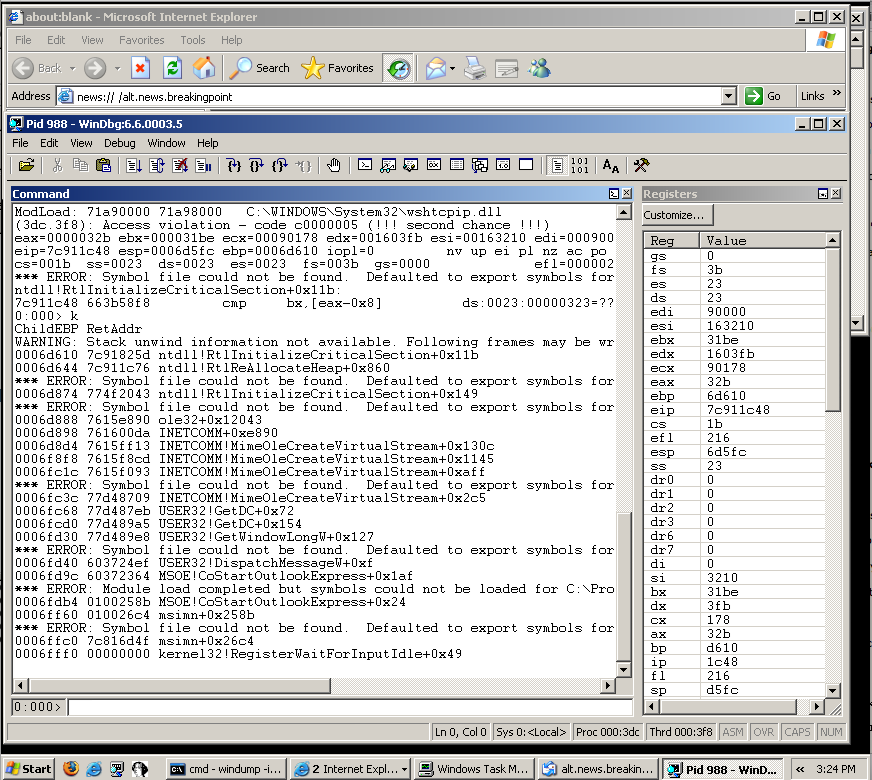 about:blank - Microsoft Internet Explorer
File Edit View Favorites Tools Help
Back Search Favorites
Address news:// /alt.news.breakingpoint Go Links »
Pid 988 - WinDbg:6.6.0003.5
File Edit View Debug Window Help
Command
ModLoad: 71a90000 71a98000 C:\WINDOWS\System32\wshtcpip.dll
(3dc.3f8): Access violation - code c0000005 (!!! second chance !!!)
eax=0000032b ebx=000031be ecx=00090178 edx=001603fb esi=00163210 edi=000900
eip=7c911c48 esp=0006d5fc ebp=0006d610 iopl=0 nv up ei pl nz ac po
cs=001b ss=0023 ds=0023 es=0023 fs=003b gs=0000 efl=000002
*** ERROR: Symbol file could not be found. Defaulted to export symbols for
ntdll!RtlInitializeCriticalSection+0x11b:
7c911c48 663b58f8 cmp bx,[eax-0x8] ds:0023:00000323=??
0:000> k
ChildEBP RetAddr
WARNING: Stack unwind information not available. Following frames may be wr
0006d610 7c91825d ntdll!RtlInitializeCriticalSection+0x11b
0006d644 7c911c76 ntdll!RtlReAllocateHeap+0x860
*** ERROR: Symbol file could not be found. Defaulted to export symbols for
0006d874 774f2043 ntdll!RtlInitializeCriticalSection+0x149
*** ERROR: Symbol file could not be found. Defaulted to export symbols for
0006d888 7615e890 ole32+0x12043
0006d898 761600da INETCOMM+0xe890
0006d8d4 7615ff13 INETCOMM!MimeOleCreateVirtualStream+0x130c
0006f8f8 7615f8cd INETCOMM!MimeOleCreateVirtualStream+0x1145
0006fc1c 7615f093 INETCOMM!MimeOleCreateVirtualStream+0xaff
*** ERROR: Symbol file could not be found. Defaulted to export symbols for
0006fc3c 77d48709 INETCOMM!MimeOleCreateVirtualStream+0x2c5
0006fc68 77d487eb USER32!GetDC+0x72
0006fcd0 77d489a5 USER32!GetDC+0x154
0006fd30 77d489e8 USER32!GetWindowLongW+0x127
*** ERROR: Symbol file could not be found. Defaulted to export symbols for
0006fd40 603724ef USER32!DispatchMessageW+0xf
0006fd9c 60372364 MSOE!CoStartOutlookExpress+0x1af
*** ERROR: Module load completed but symbols could not be loaded for C:\Pro
0006fdb4 0100258b MSOE!CoStartOutlookExpress+0x24
0006ff60 010026c4 msimn+0x258b
*** ERROR: Symbol file could not be found. Defaulted to export symbols for
0006ffc0 7c816d4f msimn+0x26c4
0006fff0 00000000 kernel32!RegisterWaitForInputIdle+0x49
0:000>
Registers
Customize...
Reg Value
gs 0
fs 3b
es 23
ds 23
edi 90000
esi 163210
ebx 31be
edx 1603fb
ecx 90178
eax 32b
ebp 6d610
eip 7c911c48
cs 1b
efl 216
esp 6d5fc
ss 23
dr0 0
dr1 0
dr2 0
dr3 0
dr6 0
dr7 0
di 0
si 3210
bx 31be
dx 3fb
cx 178
ax 32b
bp d610
ip 1c48
fl 216
sp d5fc
Ln 0, Col 0 Sys 0:<Local> Proc 000:3dc Thrd 000:3f8 ASM OVR CAPS NUM
Start cmd - windump -i... 2 Internet Expl... Windows Task M... alt.news.breakin... Pid 988 - WinD... « 3:24 PM